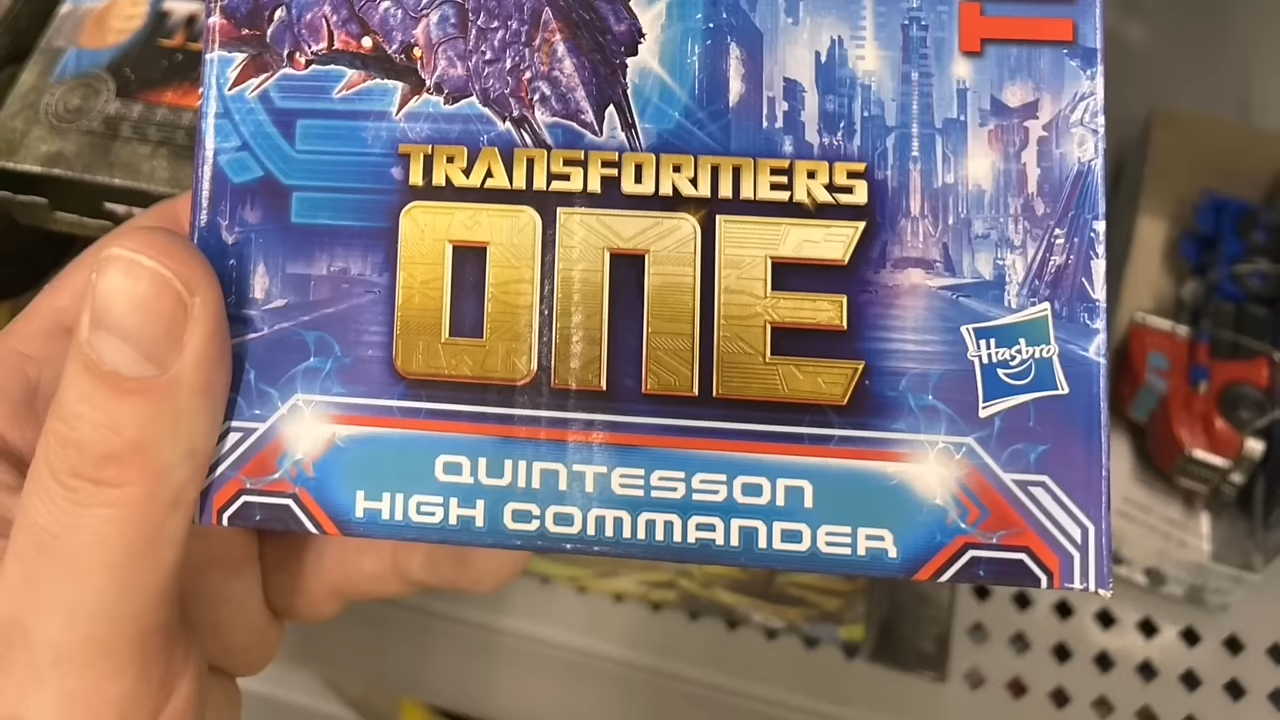 TRANSFORMERS
ONE
Hasbro
QUINTESSON
HIGH COMMANDER